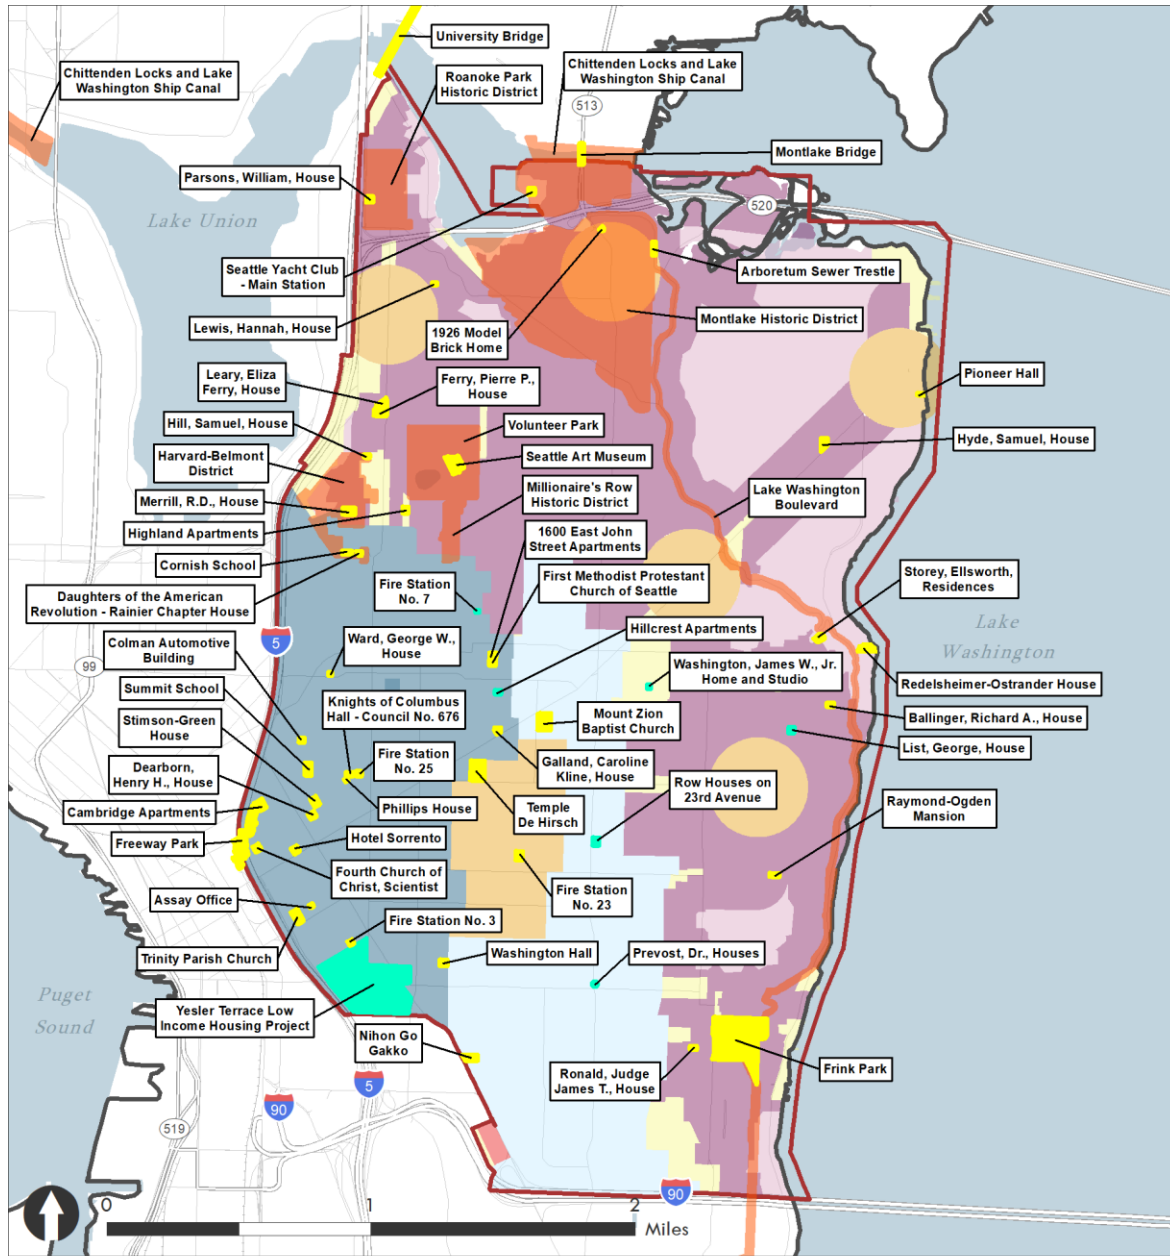 University Bridge
Chittenden Locks and Lake
Washington Ship Canal
Roanoke Park
Historic District
Chittenden Locks and Lake
Washington Ship Canal
513
Montlake Bridge
Parsons, William, House
Lake Union
520
Seattle Yacht Club
- Main Station
Arboretum Sewer Trestle
Lewis, Hannah, House
1926 Model
Brick Home
Montlake Historic District
Leary, Eliza
Ferry, House
Ferry, Pierre P.,
House
Pioneer Hall
Hill, Samuel, House
Volunteer Park
Hyde, Samuel, House
Harvard-Belmont
District
Seattle Art Museum
Merrill, R.D., House
Millionaire's Row
Historic District
Lake Washington
Boulevard
Highland Apartments
1600 East John
Street Apartments
Cornish School
Daughters of the American
Revolution - Rainier Chapter House
Fire Station
No. 7
First Methodist Protestant
Church of Seattle
Storey, Ellsworth,
Residences
Hillcrest Apartments
Lake
Washington
5
99
Colman Automotive
Building
Ward, George W.,
House
Washington, James W., Jr.
Home and Studio
Redelsheimer-Ostrander House
Summit School
Knights of Columbus
Hall - Council No. 676
Mount Zion
Baptist Church
Ballinger, Richard A., House
Stimson-Green
House
List, George, House
Dearborn,
Henry H., House
Fire Station
No. 25
Galland, Caroline
Kline, House
Row Houses on
23rd Avenue
Cambridge Apartments
Phillips House
Temple
De Hirsch
Raymond-Ogden
Mansion
Freeway Park
Hotel Sorrento
Fourth Church of
Christ, Scientist
Fire Station
No. 23
Assay Office
Fire Station No. 3
Trinity Parish Church
Washington Hall
Prevost, Dr., Houses
Puget
Sound
Yesler Terrace Low
Income Housing Project
Nihon Go
Gakko
Ronald, Judge
James T., House
Frink Park
5
90
519
90
0
1
2
Miles